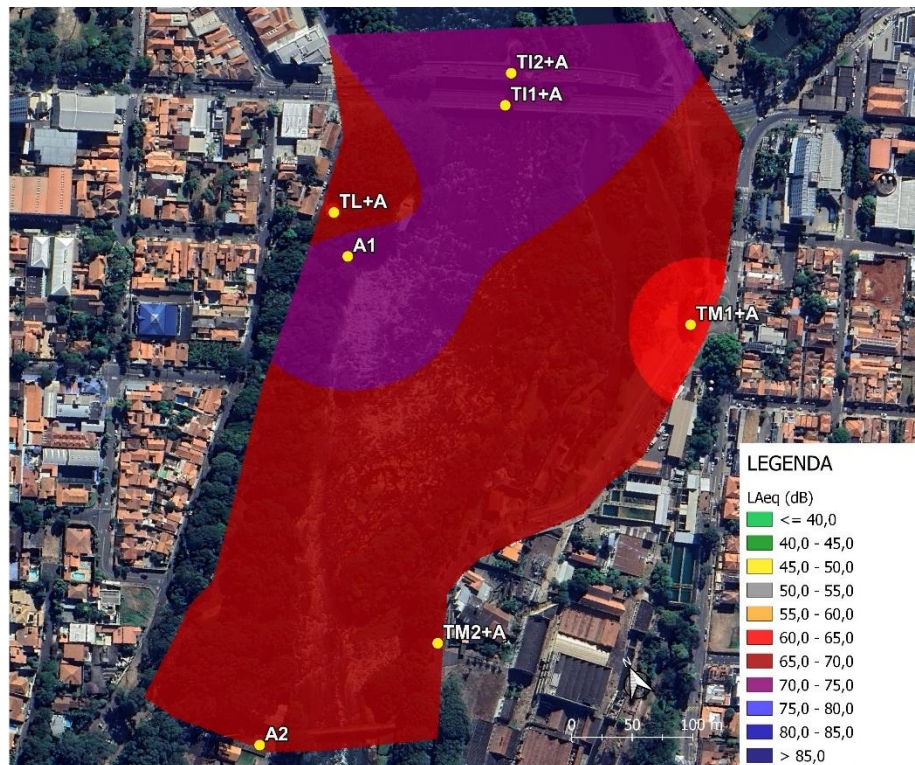 TI2+A
TI1+A
TL+A
A1
TM1+A
TM2+A
A2
N
0 50 100 m
LEGENDA
LAeq (dB)
<= 40,0
40,0 - 45,0
45,0 - 50,0
50,0 - 55,0
55,0 - 60,0
60,0 - 65,0
65,0 - 70,0
70,0 - 75,0
75,0 - 80,0
80,0 - 85,0
> 85,0